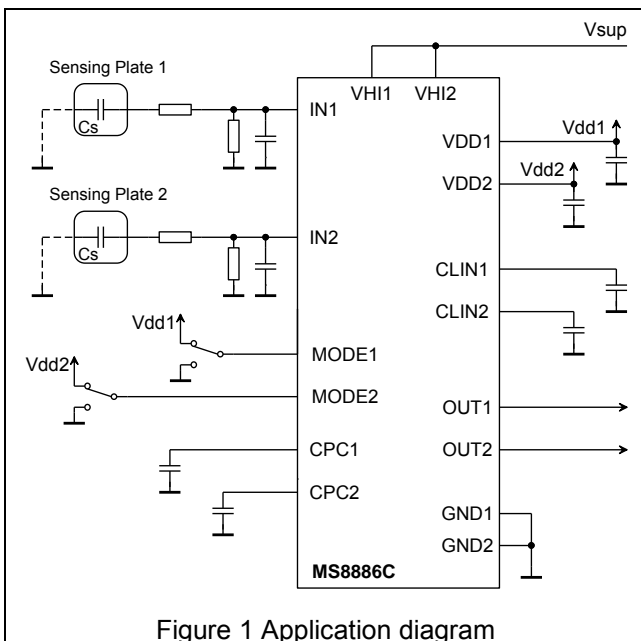 Vsup
Sensing Plate 1
VHI1 VHI2
Cs
IN1
Vdd1
VDD1
Vdd2
VDD2
Sensing Plate 2
Cs
IN2
CLIN1
CLIN2
Vdd1
MODE1
Vdd2
MODE2
OUT1
CPC1
OUT2
CPC2
GND1
GND2
MS8886C
Figure 1 Application diagram